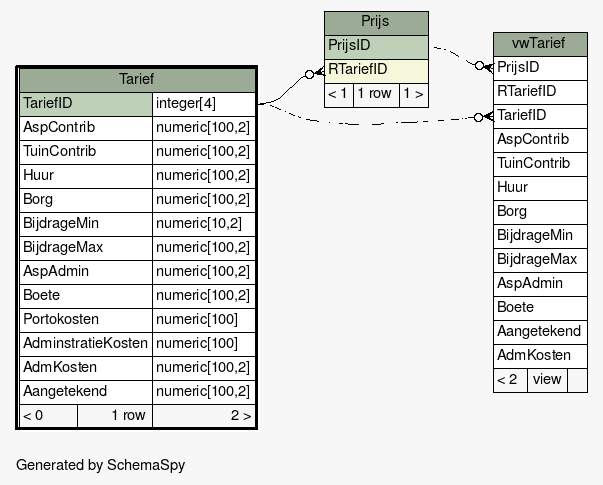 Tarief
TariefID integer[4]
AspContrib numeric[100,2]
TuinContrib numeric[100,2]
Huur numeric[100,2]
Borg numeric[100,2]
BijdrageMin numeric[10,2]
BijdrageMax numeric[100,2]
AspAdmin numeric[100,2]
Boete numeric[100,2]
Portokosten numeric[100]
AdminstratieKosten numeric[100]
AdmKosten numeric[100,2]
Aangetekend numeric[100,2]
< 0 1 row 2 >
Prijs
PrijsID
RTariefID
< 1 1 row 1 >
vwTarief
PrijsID
RTariefID
TariefID
AspContrib
TuinContrib
Huur
Borg
BijdrageMin
BijdrageMax
AspAdmin
Boete
Aangetekend
AdmKosten
< 2 view
Generated by SchemaSpy